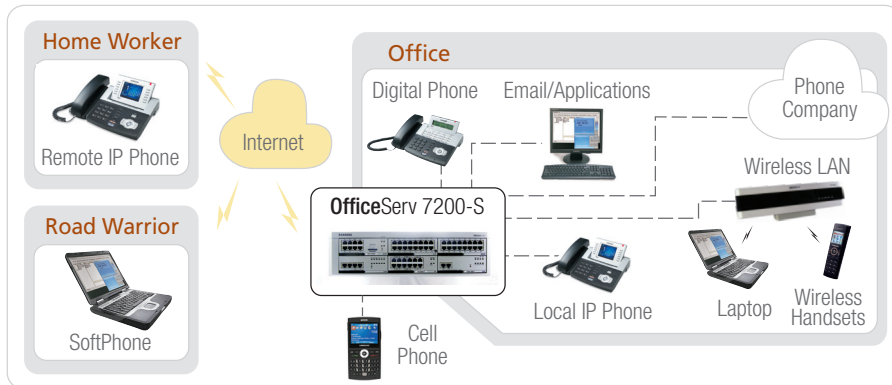 Home Worker
Remote IP Phone
Road Warrior
SoftPhone
Internet
Office
Digital Phone
Email/Applications
Phone
Company
Wireless LAN
OfficeServ 7200-S
Local IP Phone
Laptop
Wireless
Handsets
Cell
Phone